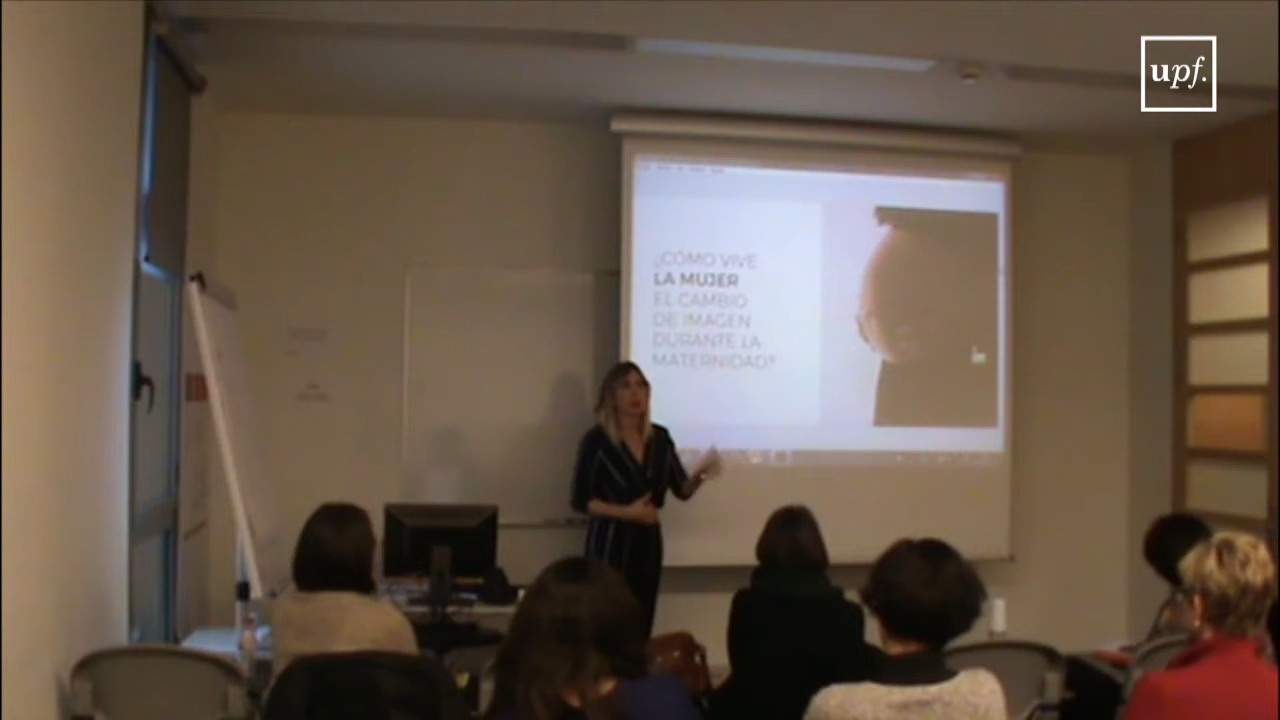 upf.
¿CÓMO VIVE
LA MUJER
EL CAMBIO
DE IMAGEN
DURANTE LA
MATERNIDAD?